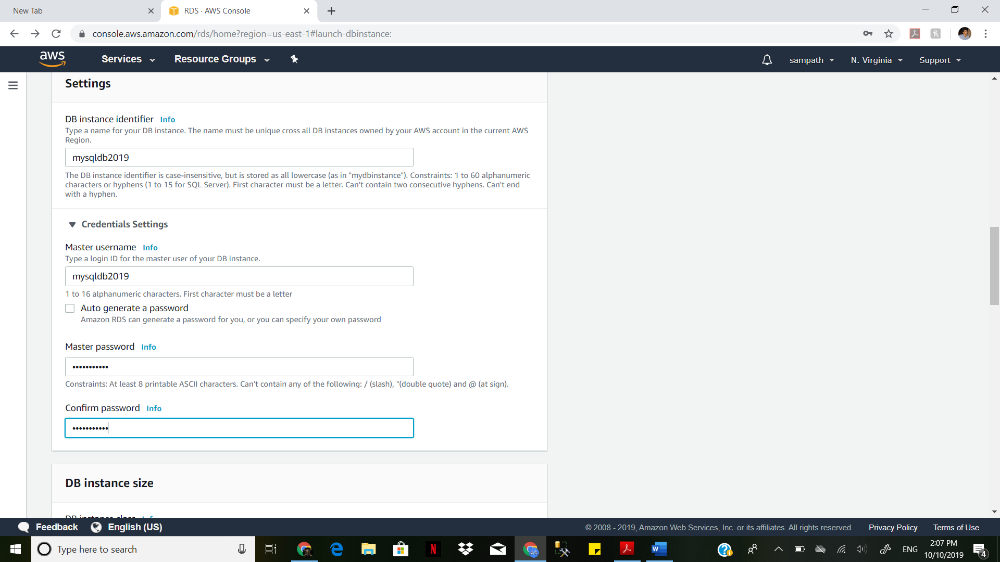 New Tab
RDS · AWS Console
console.aws.amazon.com/rds/home?region=us-east-1#launch-dbinstance:
aws
Services
Resource Groups
sampath
N. Virginia
Support
Settings
DB instance identifier Info
Type a name for your DB instance. The name must be unique cross all DB instances owned by your AWS account in the current AWS
Region.
mysqldb2019
The DB instance identifier is case-insensitive, but is stored as all lowercase (as in "mydbinstance"). Constraints: 1 to 60 alphanumeric
characters or hyphens (1 to 15 for SQL Server). First character must be a letter. Can't contain two consecutive hyphens. Can't end
with a hyphen.
Credentials Settings
Master username Info
Type a login ID for the master user of your DB instance.
mysqldb2019
1 to 16 alphanumeric characters. First character must be a letter
Auto generate a password
Amazon RDS can generate a password for you, or you can specify your own password
Master password Info
•••••••••••
Constraints: At least 8 printable ASCII characters. Can't contain any of the following: / (slash), "(double quote) and @ (at sign).
Confirm password Info
•••••••••••
DB instance size
DB instance class Info
Feedback
English (US)
© 2008 - 2019, Amazon Web Services, Inc. or its affiliates. All rights reserved.
Privacy Policy
Terms of Use
Type here to search
ENG
2:07 PM
10/10/2019
4